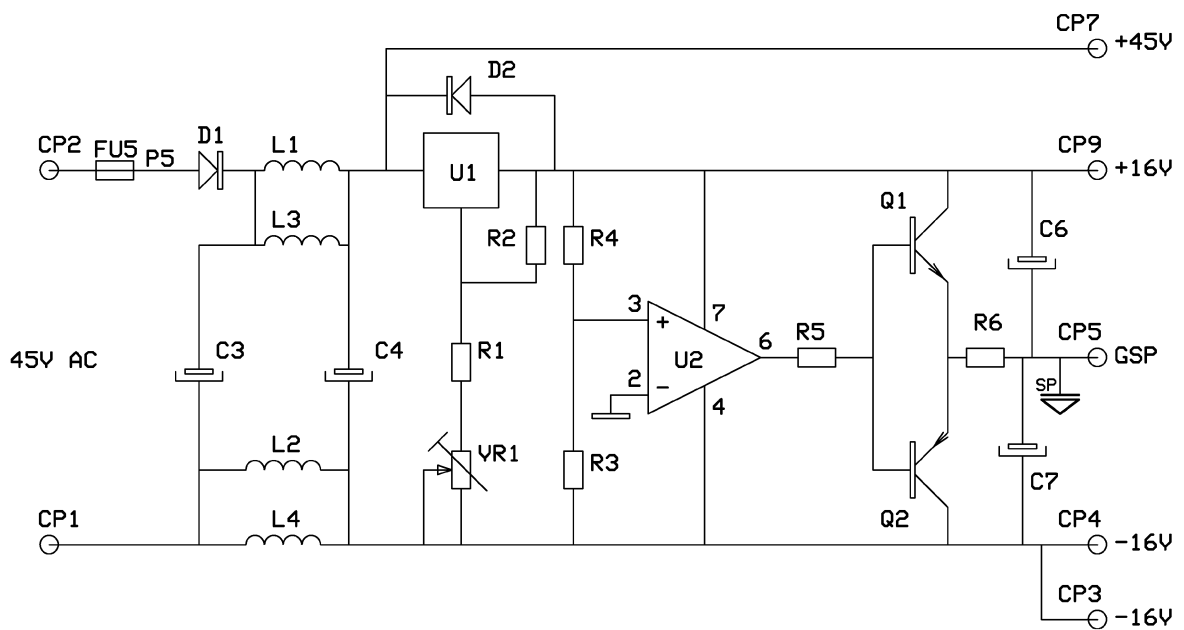 CP7
+45V
D2
CP2
FU5
P5
D1
L1
U1
CP9
+16V
Q1
L3
R2
R4
C6
3
+
7
6
R5
R6
CP5
GSP
45V AC
C3
C4
R1
U2
2
-
4
SP
L2
VR1
R3
C7
CP1
L4
Q2
CP4
-16V
CP3
-16V